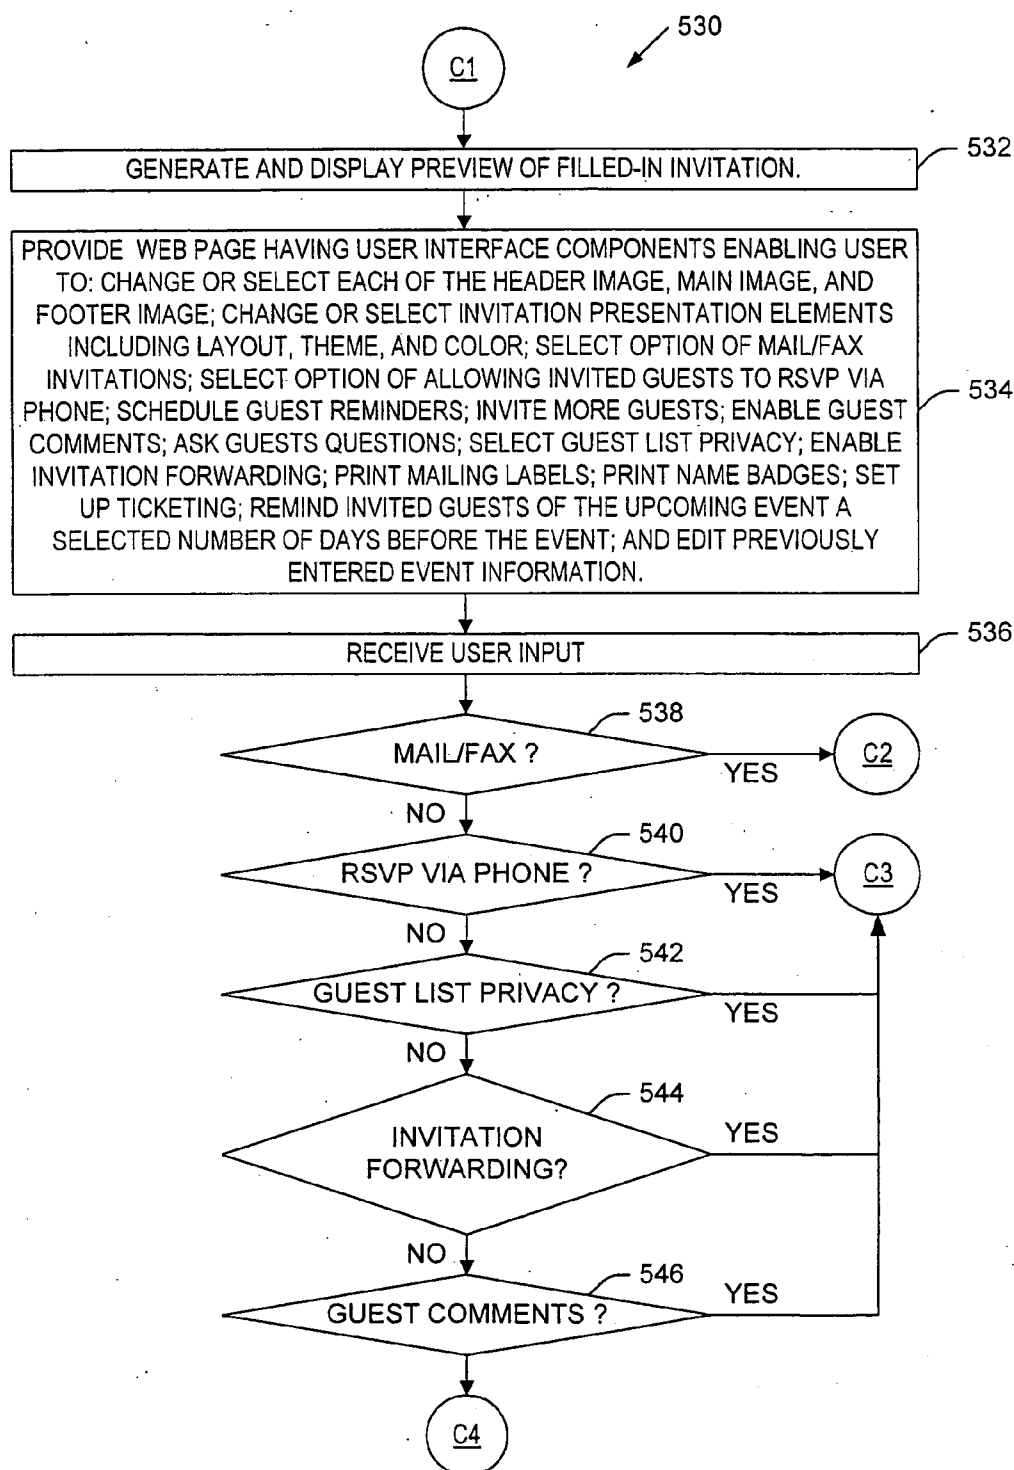 530
C1
532
GENERATE AND DISPLAY PREVIEW OF FILLED-IN INVITATION.
PROVIDE WEB PAGE HAVING USER INTERFACE COMPONENTS ENABLING USER
TO: CHANGE OR SELECT EACH OF THE HEADER IMAGE, MAIN IMAGE, AND
FOOTER IMAGE; CHANGE OR SELECT INVITATION PRESENTATION ELEMENTS
INCLUDING LAYOUT, THEME, AND COLOR; SELECT OPTION OF MAIL/FAX
INVITATIONS; SELECT OPTION OF ALLOWING INVITED GUESTS TO RSVP VIA
PHONE; SCHEDULE GUEST REMINDERS; INVITE MORE GUESTS; ENABLE GUEST
COMMENTS; ASK GUESTS QUESTIONS; SELECT GUEST LIST PRIVACY; ENABLE
INVITATION FORWARDING; PRINT MAILING LABELS; PRINT NAME BADGES; SET
UP TICKETING; REMIND INVITED GUESTS OF THE UPCOMING EVENT A
SELECTED NUMBER OF DAYS BEFORE THE EVENT; AND EDIT PREVIOUSLY
ENTERED EVENT INFORMATION.
534
536
RECEIVE USER INPUT
538
MAIL/FAX ?
YES
C2
NO
540
RSVP VIA PHONE ?
YES
C3
NO
542
GUEST LIST PRIVACY ?
YES
NO
544
INVITATION
FORWARDING?
YES
NO
546
GUEST COMMENTS ?
YES
C4